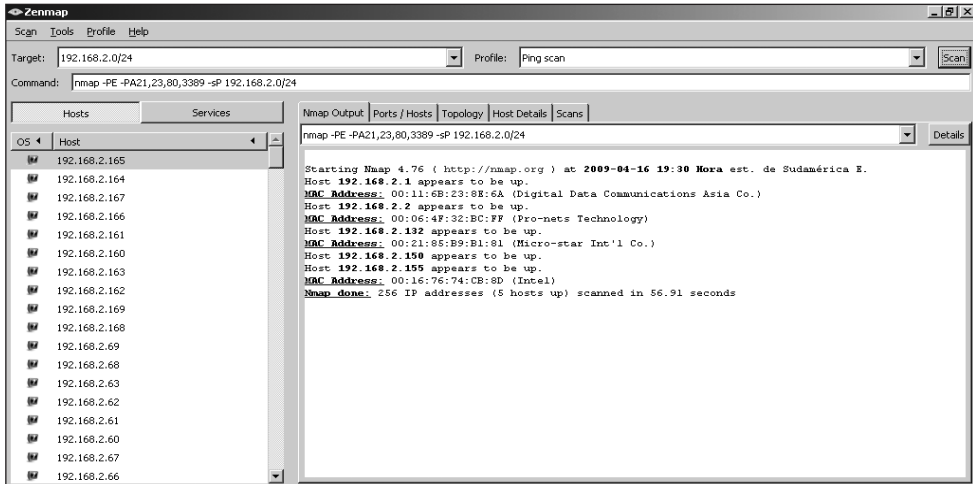 Zenmap
Scan Tools Profile Help
Target: 192.168.2.0/24 Profile: Ping scan Scan
Command: nmap -PE -PA21,23,80,3389 -sP 192.168.2.0/24
Hosts Services
Nmap Output Ports / Hosts Topology Host Details Scans
OS Host
nmap -PE -PA21,23,80,3389 -sP 192.168.2.0/24 Details
192.168.2.165
192.168.2.164
192.168.2.167
192.168.2.166
192.168.2.161
192.168.2.160
192.168.2.163
192.168.2.162
192.168.2.169
192.168.2.168
192.168.2.69
192.168.2.68
192.168.2.63
192.168.2.62
192.168.2.61
192.168.2.60
192.168.2.67
192.168.2.66
Starting Nmap 4.76 ( http://nmap.org ) at 2009-04-16 19:30 Hora est. de Sudamérica E.
Host 192.168.2.1 appears to be up.
MAC Address: 00:11:6B:23:8E:6A (Digital Data Communications Asia Co.)
Host 192.168.2.2 appears to be up.
MAC Address: 00:06:4F:32:BC:FF (Pro-nets Technology)
Host 192.168.2.132 appears to be up.
MAC Address: 00:21:85:B9:B1:81 (Micro-star Int'l Co.)
Host 192.168.2.150 appears to be up.
Host 192.168.2.155 appears to be up.
MAC Address: 00:16:76:74:CB:8D (Intel)
Nmap done: 256 IP addresses (5 hosts up) scanned in 56.91 seconds